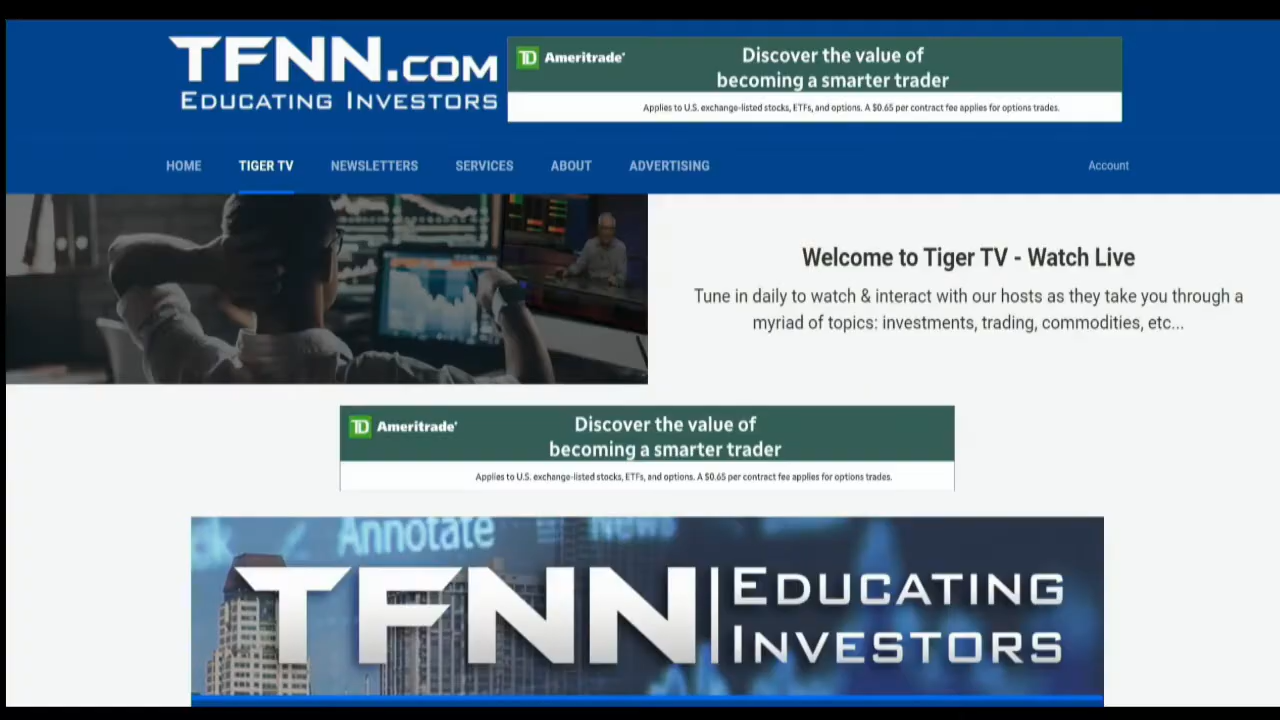 TFNN.COM
EDUCATING INVESTORS
TD Ameritrade
Discover the value of
becoming a smarter trader
Applies to U.S. exchange-listed stocks, ETFs, and options. A $0.65 per contract fee applies for options trades.
HOME TIGER TV NEWSLETTERS SERVICES ABOUT ADVERTISING Account
Welcome to Tiger TV - Watch Live
Tune in daily to watch & interact with our hosts as they take you through a
myriad of topics: investments, trading, commodities, etc...
TD Ameritrade
Discover the value of
becoming a smarter trader
Applies to U.S. exchange-listed stocks, ETFs, and options. A $0.65 per contract fee applies for options trades.
Annotate News
TFNN EDUCATING
INVESTORS